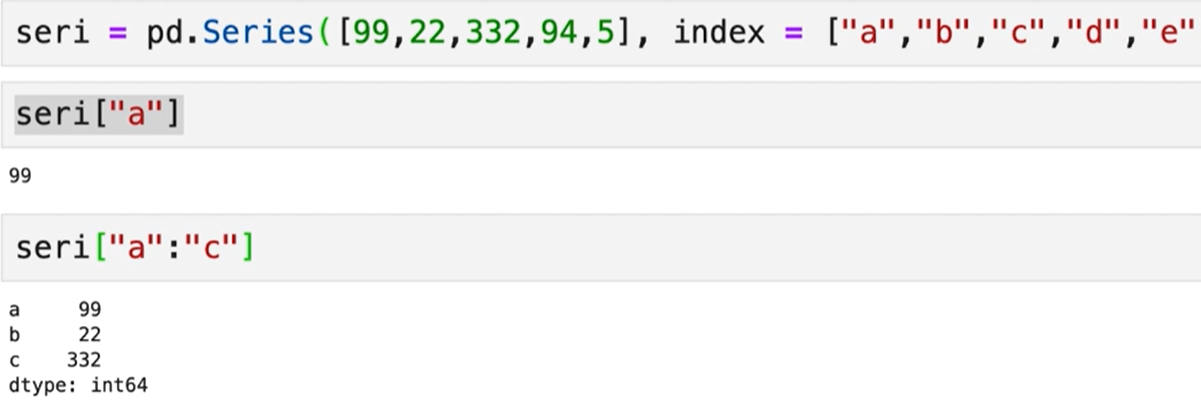 seri = pd.Series([99,22,332,94,5], index = ["a","b","c","d","e"
seri["a"]
99
seri["a":"c"]
a 99
b 22
c 332
dtype: int64